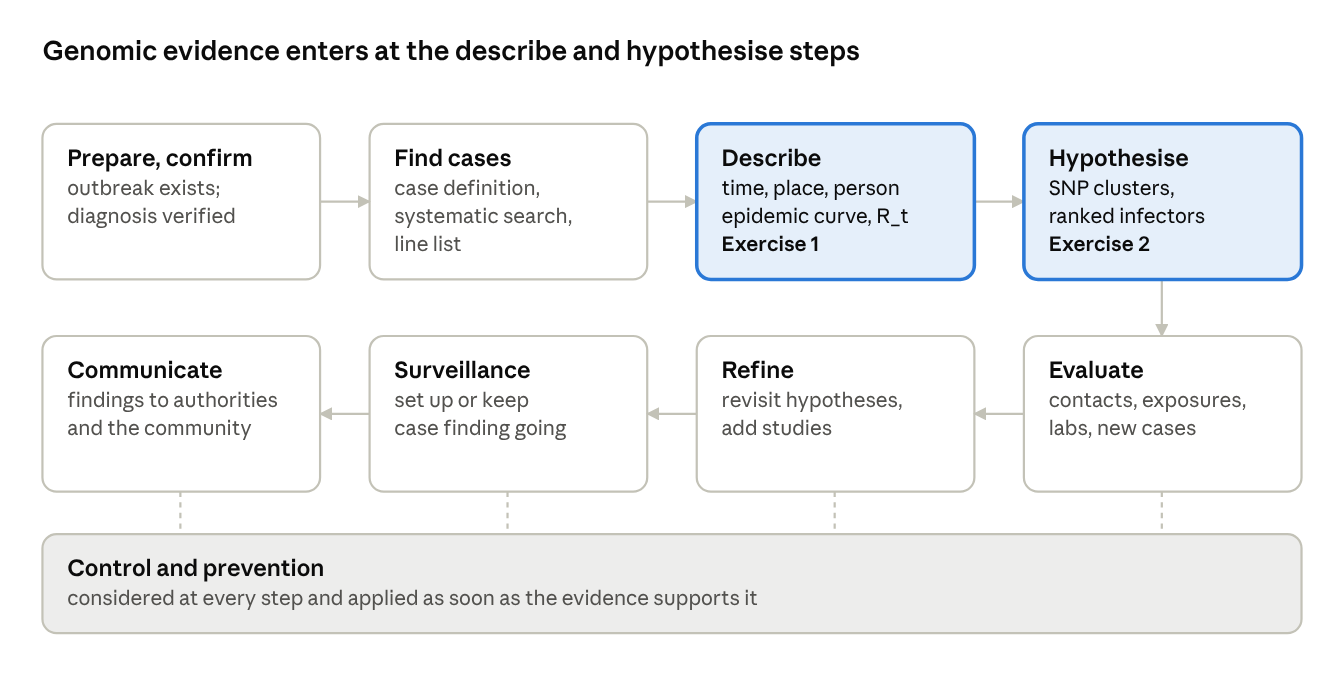 Genomic evidence enters at the describe and hypothesise steps
Prepare, confirm
outbreak exists;
diagnosis verified
Find cases
case definition,
systematic search,
line list
Describe
time, place, person
epidemic curve, R_t
Exercise 1
Hypothesise
SNP clusters,
ranked infectors
Exercise 2
Communicate
findings to authorities
and the community
Surveillance
set up or keep
case finding going
Refine
revisit hypotheses,
add studies
Evaluate
contacts, exposures,
labs, new cases
Control and prevention
considered at every step and applied as soon as the evidence supports it